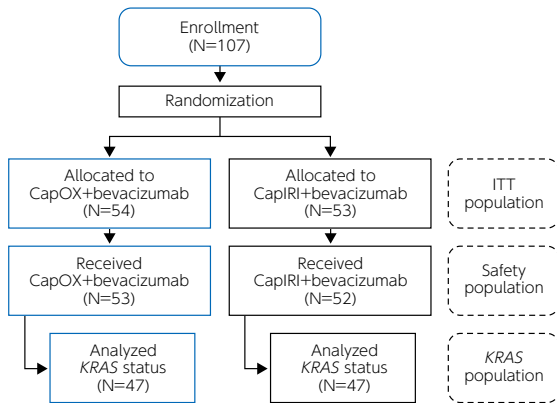 Enrollment
(N=107)
Randomization
Allocated to
CapOX+bevacizumab
(N=54)
Allocated to
CapIRI+bevacizumab
(N=53)
ITT
population
Received
CapOX+bevacizumab
(N=53)
Received
CapIRI+bevacizumab
(N=52)
Safety
population
Analyzed
KRAS status
(N=47)
Analyzed
KRAS status
(N=47)
KRAS
population